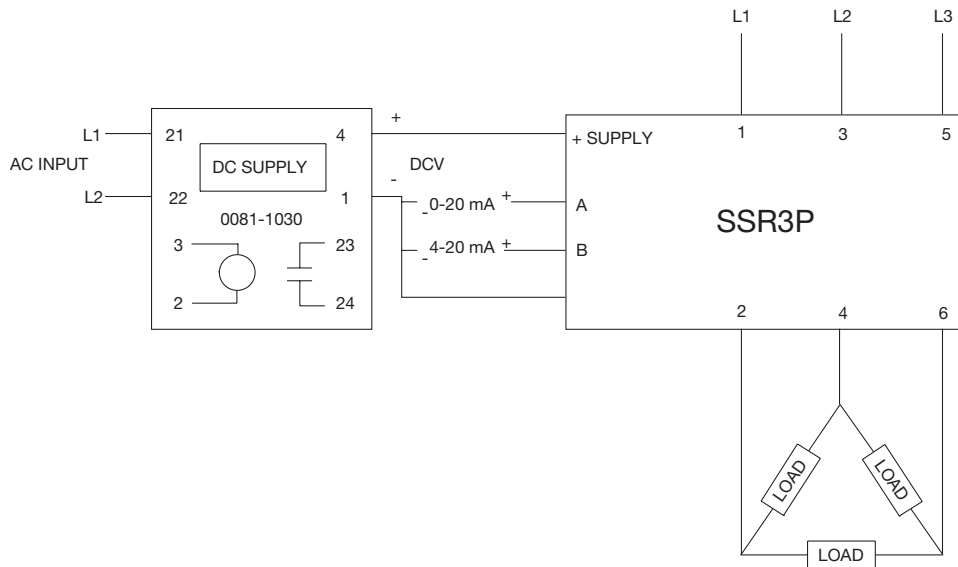 L1 L2 L3
L1 21 4 + + SUPPLY 1 3 5
AC INPUT DC SUPPLY DCV
L2 22 1 - - 0-20 mA + A
0081-1030 SSR3P
3 23 - 4-20 mA + B
2 24 2 4 6
LOAD LOAD
LOAD